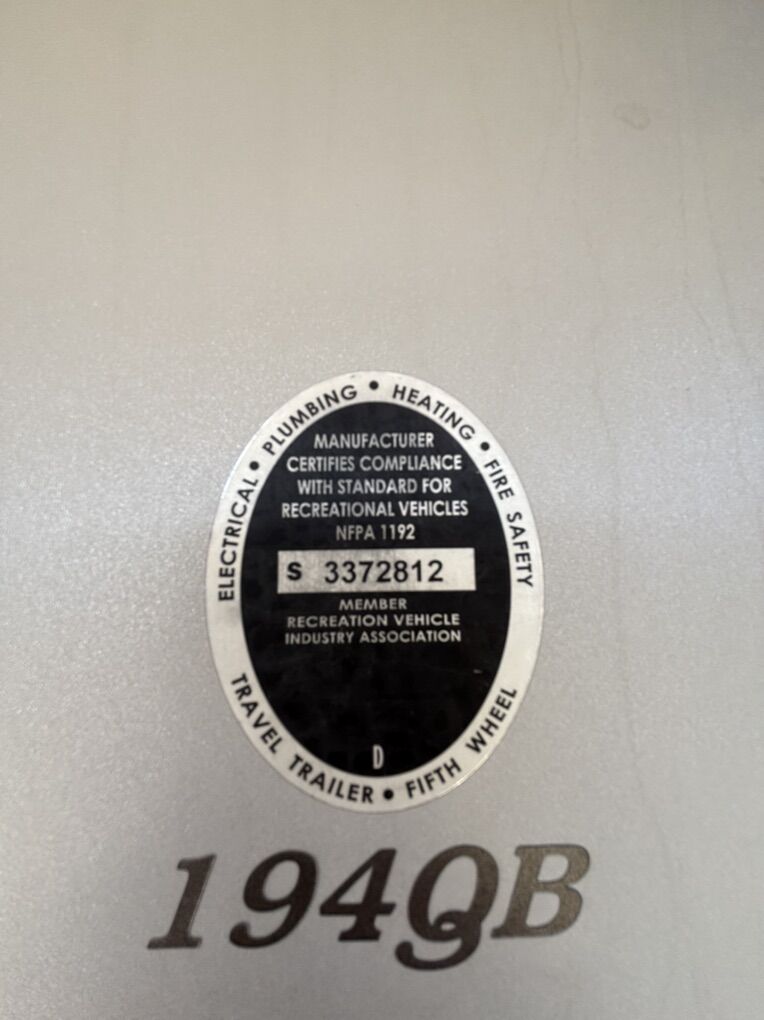 ELECTRICAL • PLUMBING • HEATING • FIRE SAFETY
MANUFACTURER
CERTIFIES COMPLIANCE
WITH STANDARD FOR
RECREATIONAL VEHICLES
NFPA 1192
S 3372812
MEMBER
RECREATION VEHICLE
INDUSTRY ASSOCIATION
D
TRAVEL TRAILER • FIFTH WHEEL
194QB